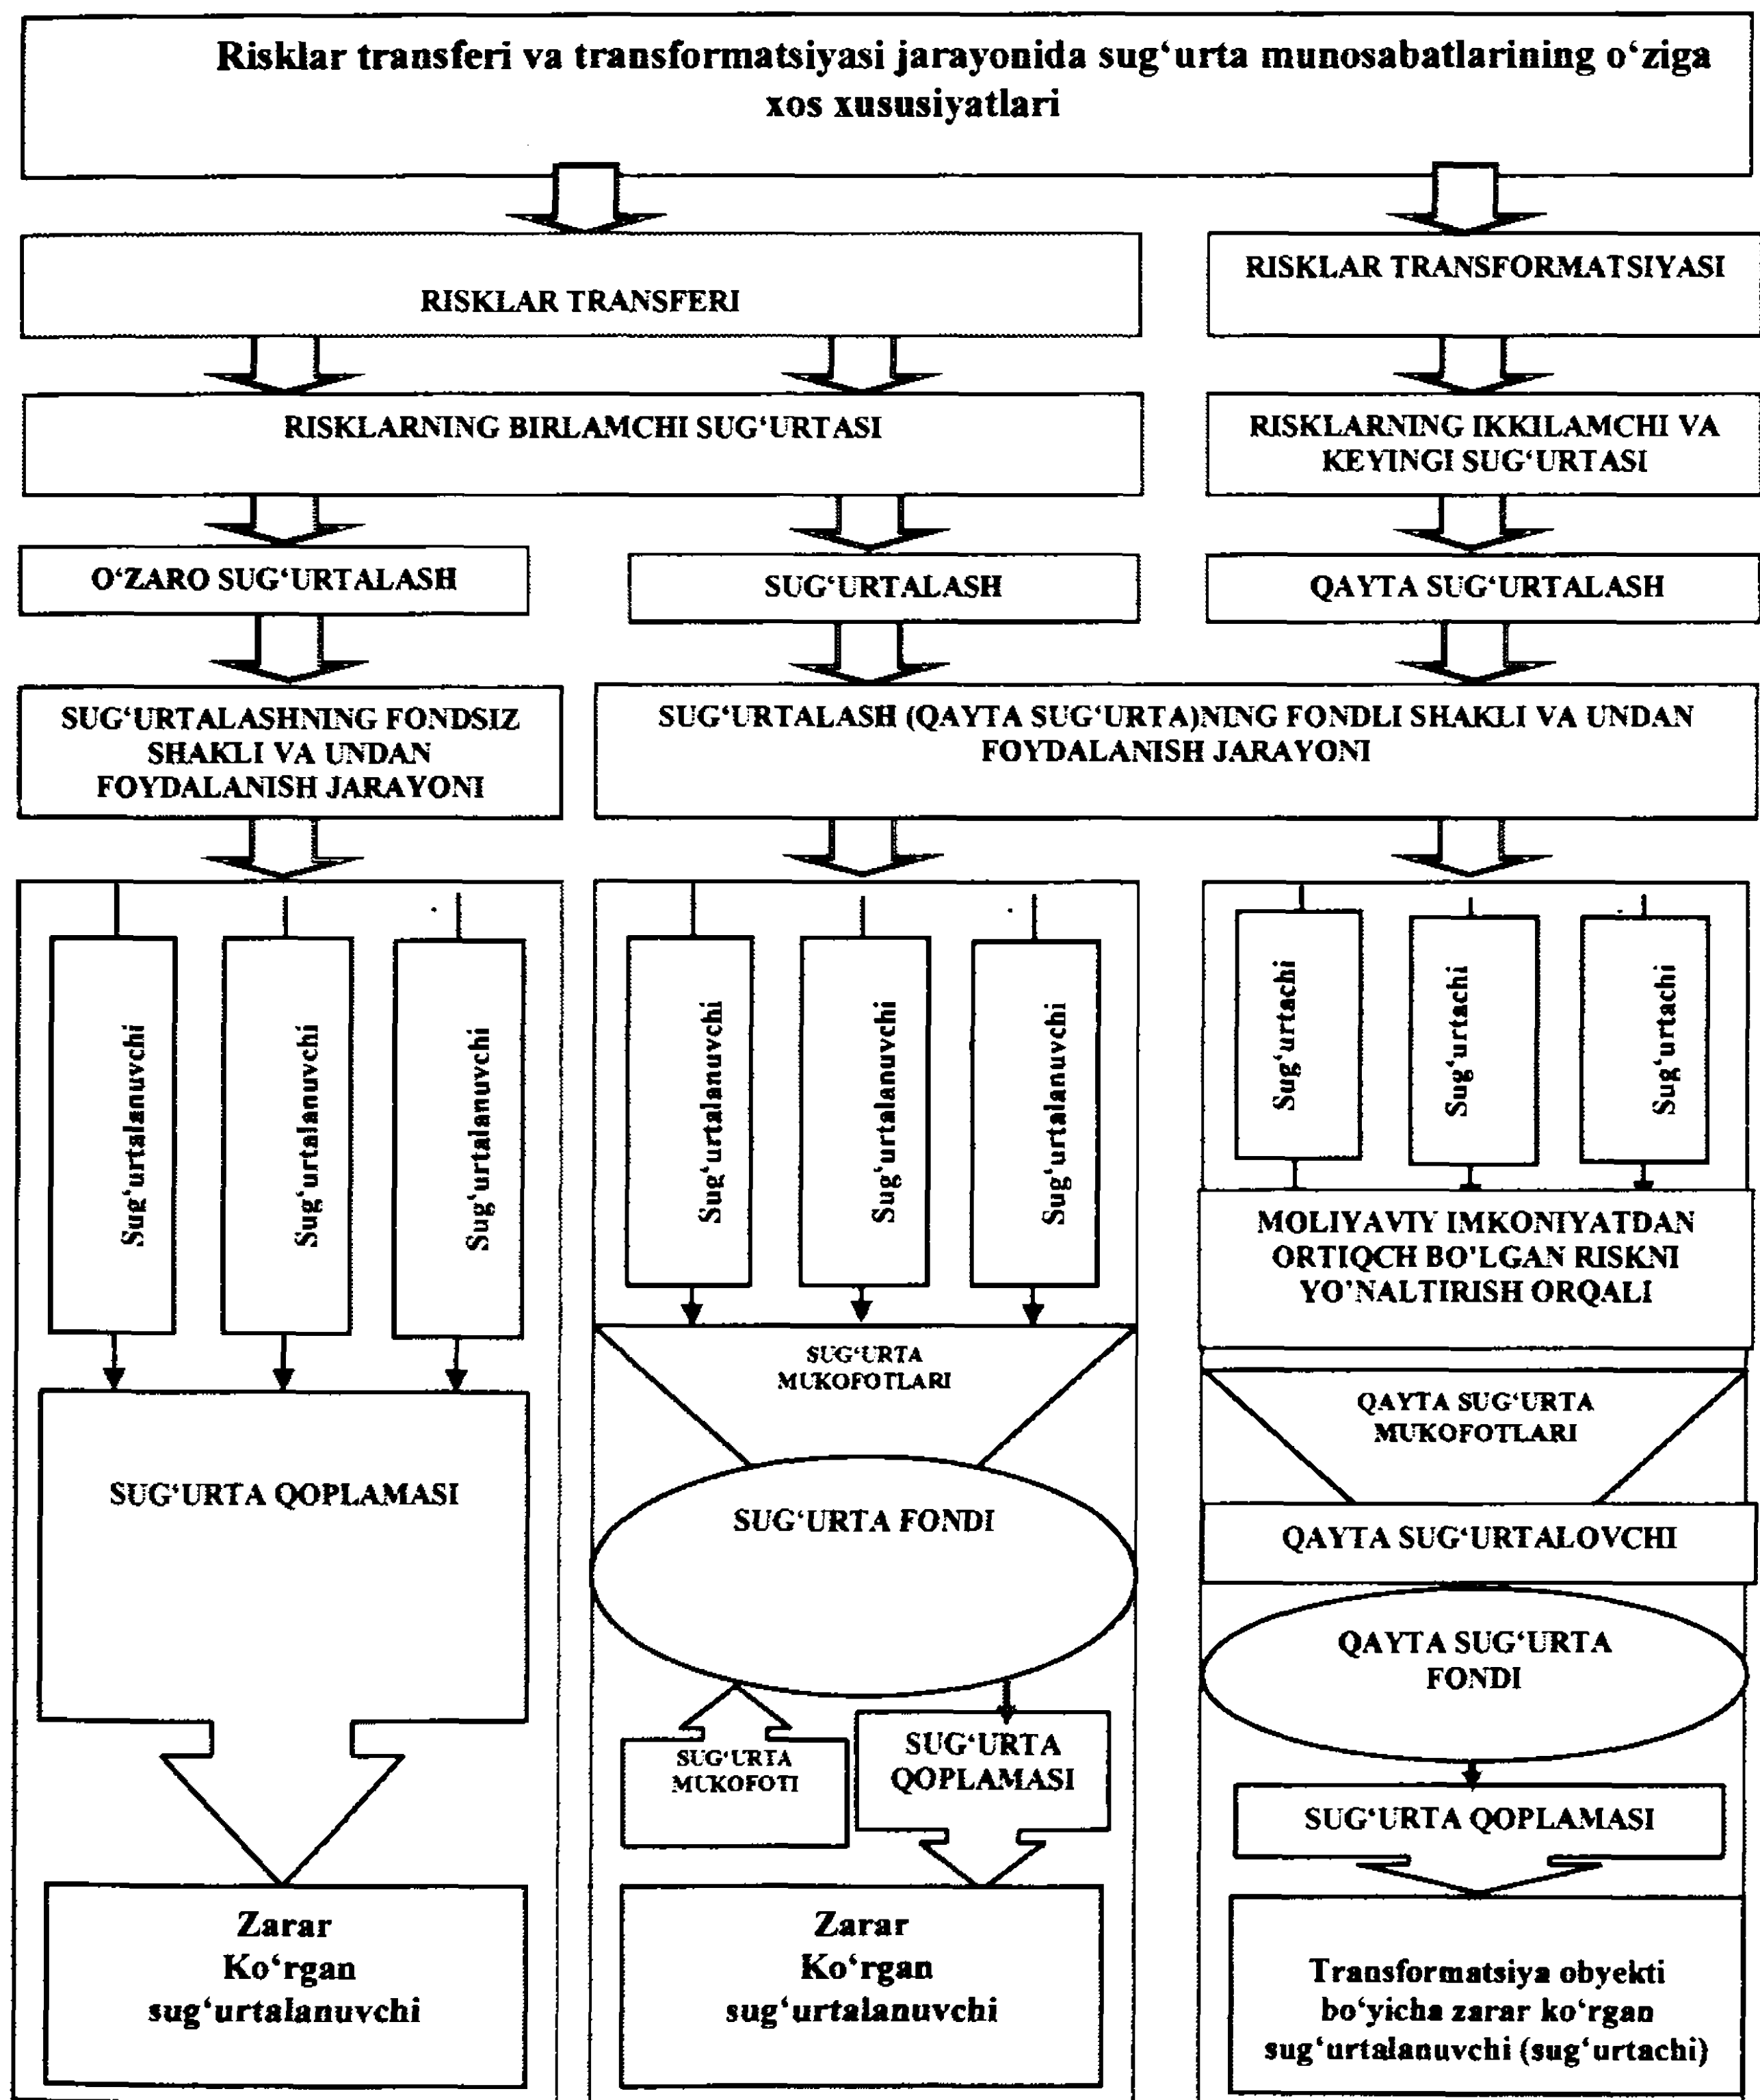 Risklar transferi va transformatsiyasi jarayonida sug‘urta munosabatlarining o‘ziga
xos xususiyatlari
RISKLAR TRANSFERI
RISKLAR TRANSFORMATSIYASI
RISKLARNING BIRLAMCHI SUG‘URTASI
RISKLARNING IKKILAMCHI VA
KEYINGI SUG‘URTASI
O‘ZARO SUG‘URTALASH
SUG‘URTALASH
QAYTA SUG‘URTALASH
SUG‘URTALASHNING FONDSIZ
SHAKLI VA UNDAN
FOYDALANISH JARAYONI
SUG‘URTALASH (QAYTA SUG‘URTA)NING FONDLI SHAKLI VA UNDAN
FOYDALANISH JARAYONI
Sug‘urtalanuvchi
Sug‘urtalanuvchi
Sug‘urtalanuvchi
Sug‘urtalanuvchi
Sug‘urtalanuvchi
Sug‘urtalanuvchi
Sug‘urtachi
Sug‘urtachi
Sug‘urtachi
MOLIYAVIY IMKONIYATDAN
ORTIQCH BO'LGAN RISKNI
YO'NALTIRISH ORQALI
SUG‘URTA
MUKOFOTLARI
QAYTA SUG‘URTA
MUKOFOTLARI
SUG‘URTA QOPLAMASI
SUG‘URTA FONDI
QAYTA SUG‘URTALOVCHI
QAYTA SUG‘URTA
FONDI
SUG‘URTA
MUKOFOTI
SUG‘URTA
QOPLAMASI
SUG‘URTA QOPLAMASI
Zarar
Ko‘rgan
sug‘urtalanuvchi
Zarar
Ko‘rgan
sug‘urtalanuvchi
Transformatsiya obyekti
bo‘yicha zarar ko‘rgan
sug‘urtalanuvchi (sug‘urtachi)